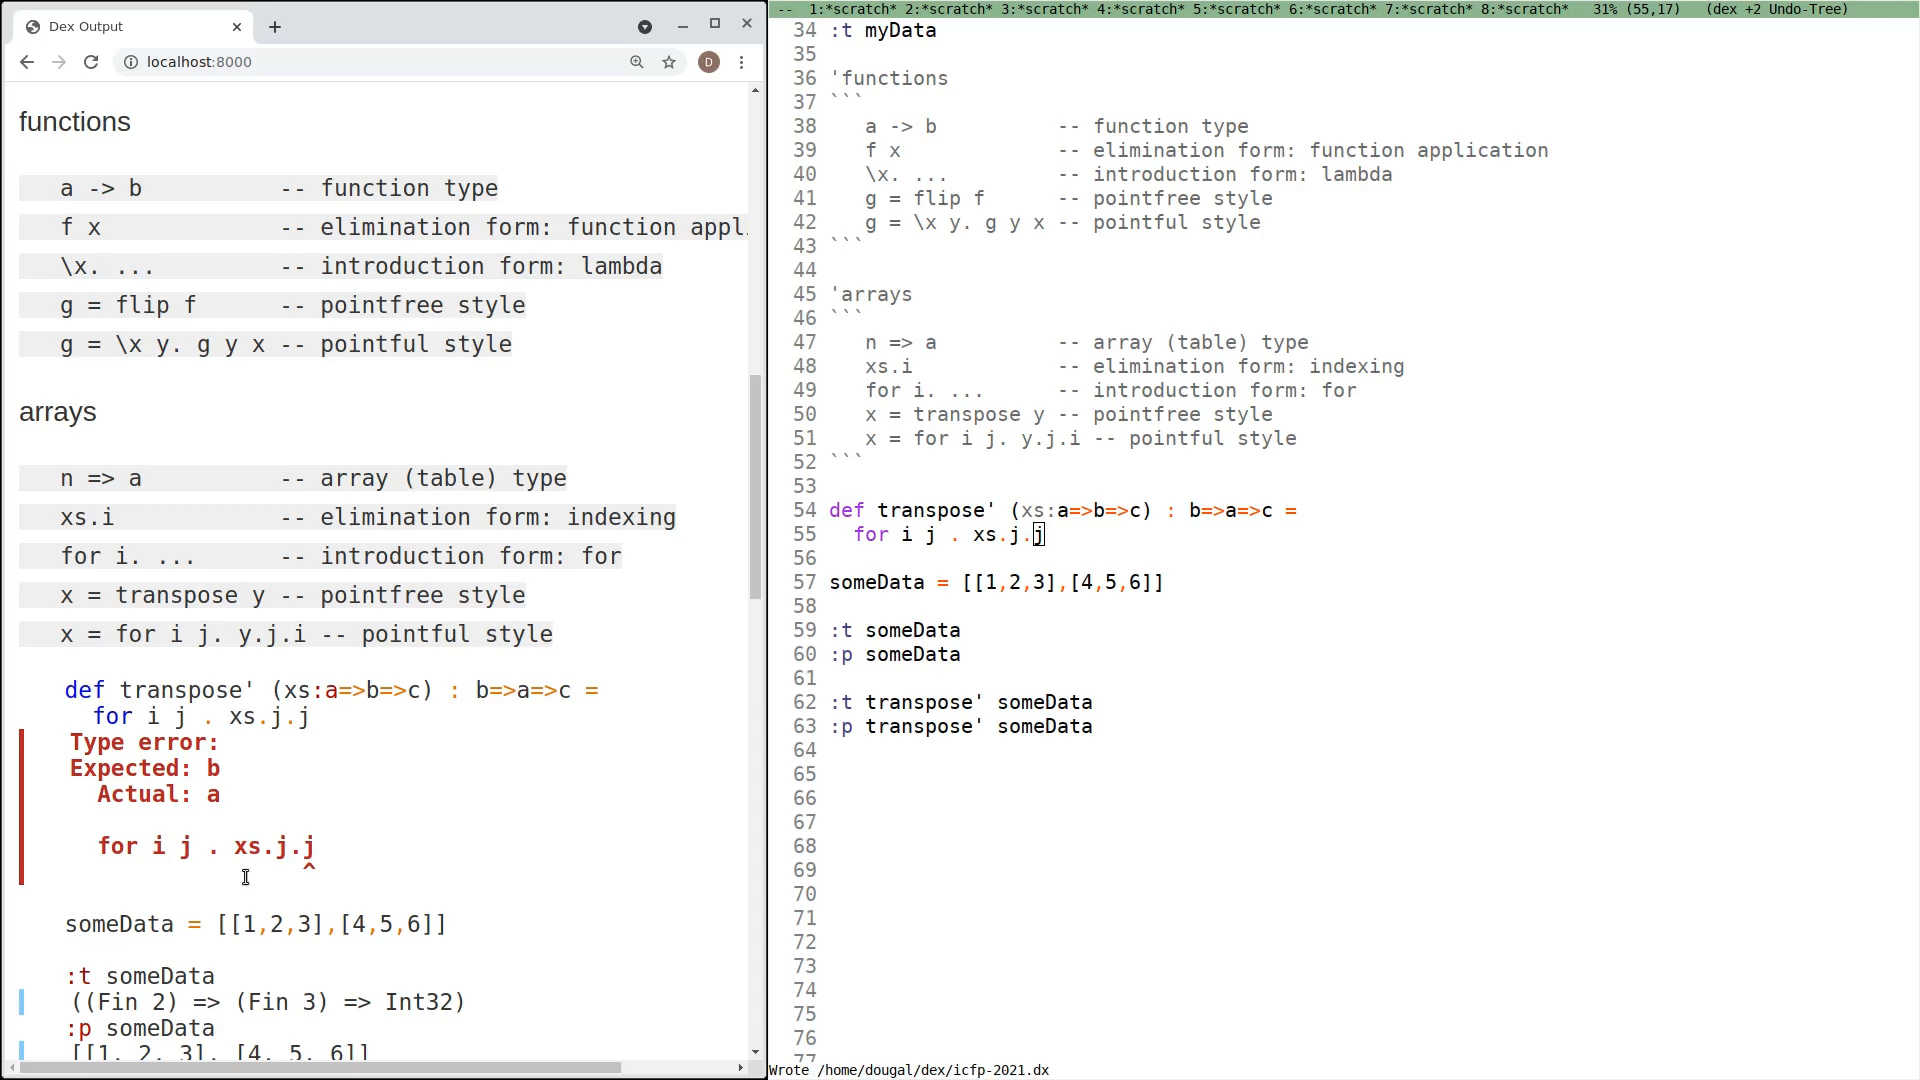 Dex Output
localhost:8000
D
functions
a -> b -- function type
f x -- elimination form: function appl.
\x. ... -- introduction form: lambda
g = flip f -- pointfree style
g = \x y. g y x -- pointful style
arrays
n => a -- array (table) type
xs.i -- elimination form: indexing
for i. ... -- introduction form: for
x = transpose y -- pointfree style
x = for i j. y.j.i -- pointful style
def transpose' (xs:a=>b=>c) : b=>a=>c =
for i j . xs.j.j
Type error:
Expected: b
Actual: a
for i j . xs.j.j
^
someData = [[1,2,3],[4,5,6]]
:t someData
((Fin 2) => (Fin 3) => Int32)
:p someData
[[1, 2, 3], [4, 5, 6]]
-- 1:*scratch* 2:*scratch* 3:*scratch* 4:*scratch* 5:*scratch* 6:*scratch* 7:*scratch* 8:*scratch* 31% (55,17) (dex +2 Undo-Tree)
34 :t myData
35
36 'functions
37 ```
38 a -> b -- function type
39 f x -- elimination form: function application
40 \x. ... -- introduction form: lambda
41 g = flip f -- pointfree style
42 g = \x y. g y x -- pointful style
43 ```
44
45 'arrays
46 ```
47 n => a -- array (table) type
48 xs.i -- elimination form: indexing
49 for i. ... -- introduction form: for
50 x = transpose y -- pointfree style
51 x = for i j. y.j.i -- pointful style
52 ```
53
54 def transpose' (xs:a=>b=>c) : b=>a=>c =
55 for i j . xs.j.j
56
57 someData = [[1,2,3],[4,5,6]]
58
59 :t someData
60 :p someData
61
62 :t transpose' someData
63 :p transpose' someData
64
65
66
67
68
69
70
71
72
73
74
75
76
77
Wrote /home/dougal/dex/icfp-2021.dx